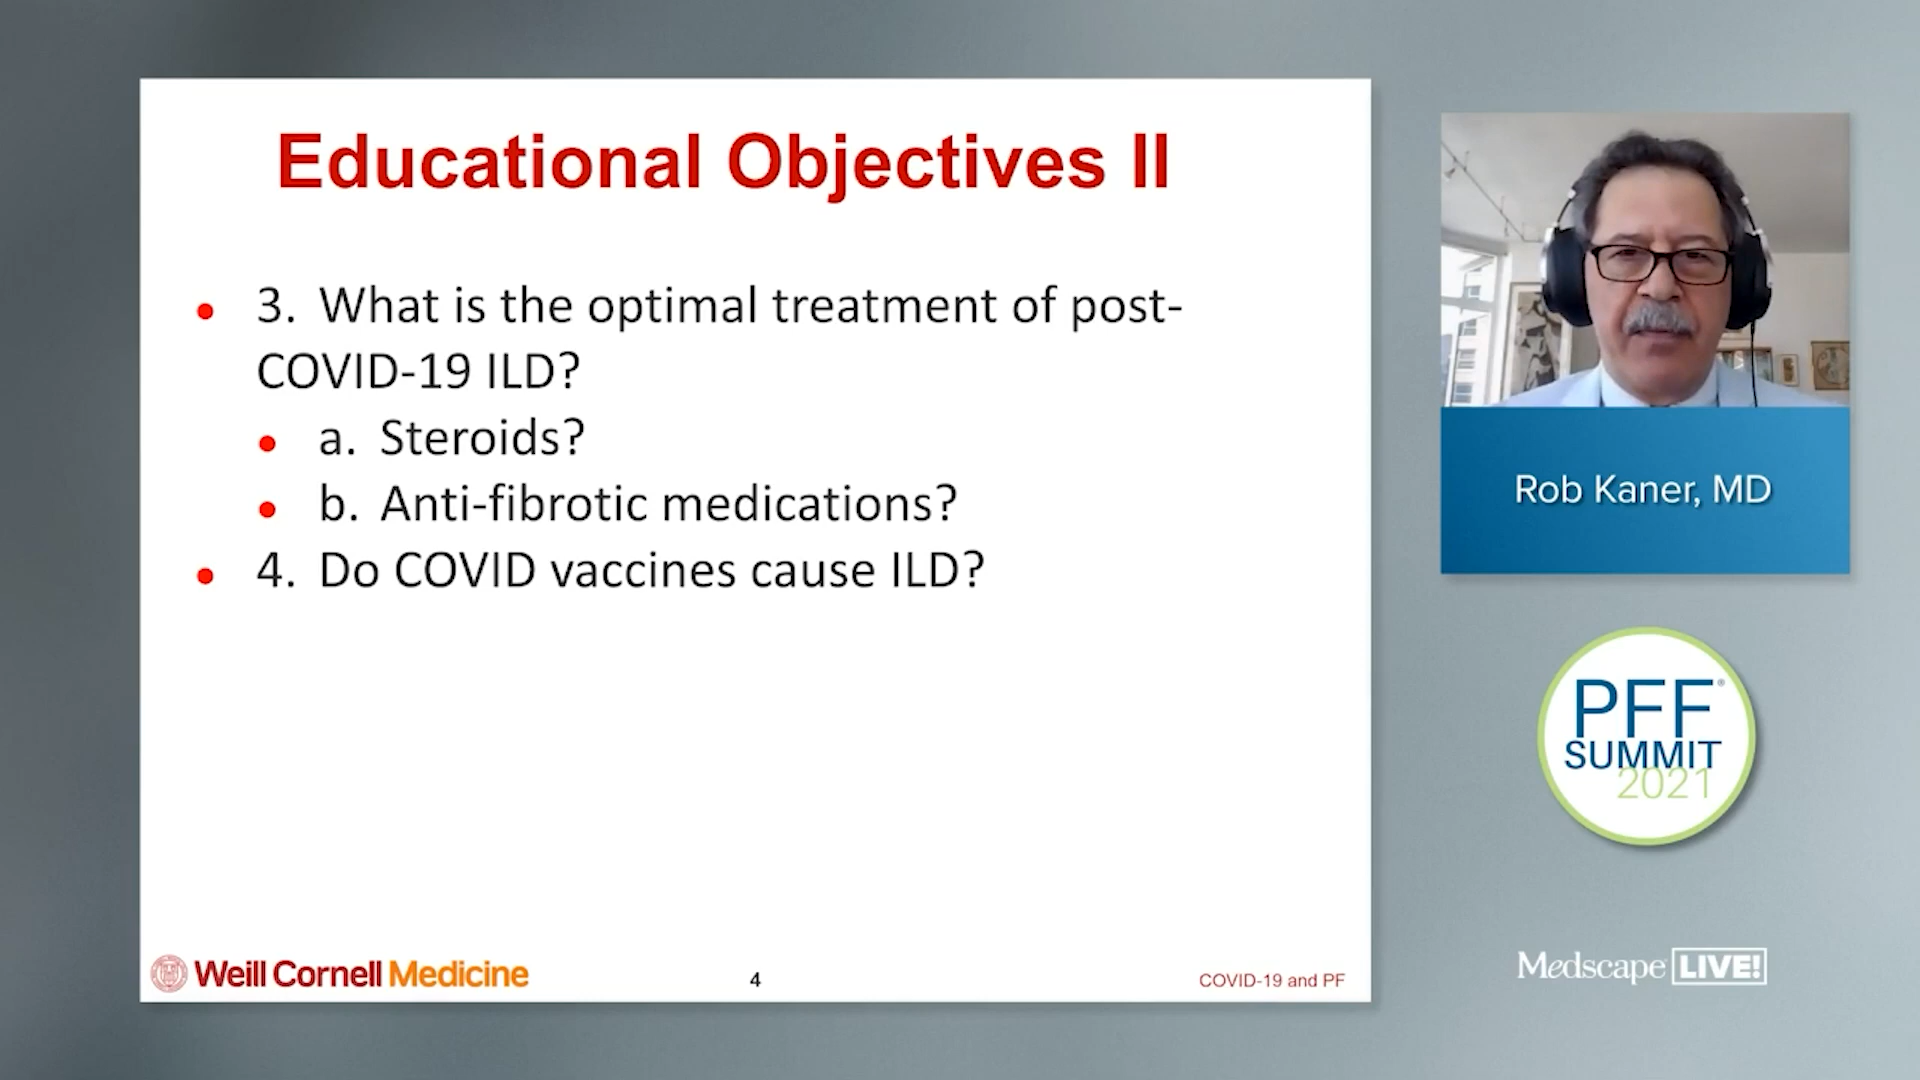 Educational Objectives II
• 3. What is the optimal treatment of post-
COVID-19 ILD?
• a. Steroids?
• b. Anti-fibrotic medications?
• 4. Do COVID vaccines cause ILD?
Weill Cornell Medicine
4
COVID-19 and PF
Rob Kaner, MD
PFF®
SUMMIT
2021
Medscape LIVE!